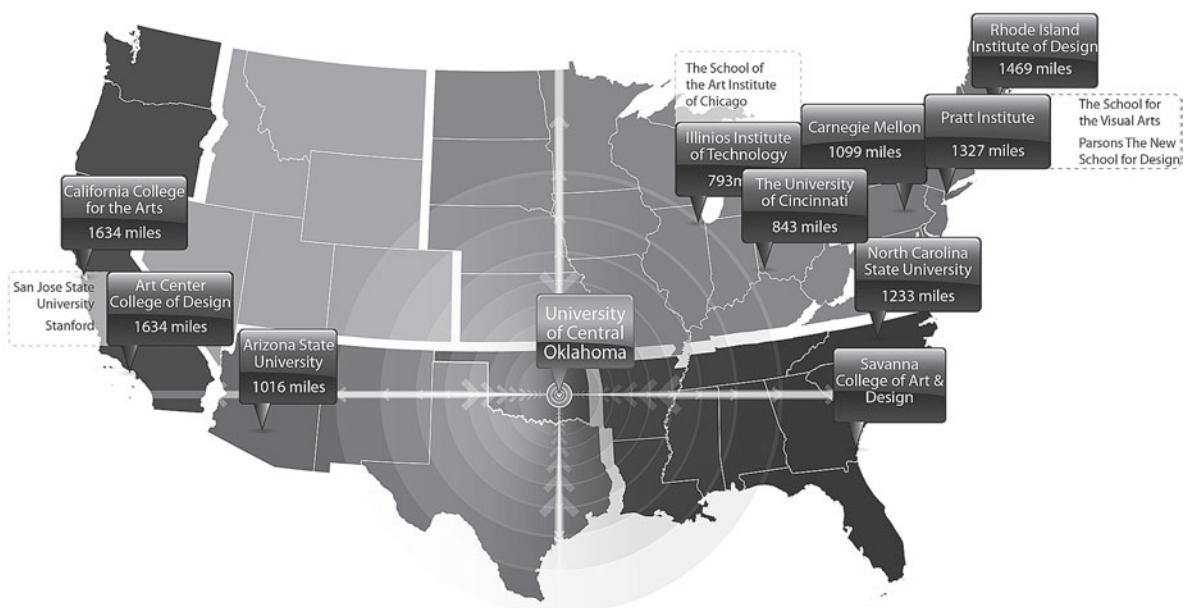 Rhode Island
Institute of Design
1469 miles
The School of
the Art Institute
of Chicago
Illinios Institute
of Technology
793m
Carnegie Mellon
1099 miles
Pratt Institute
1327 miles
The School for
the Visual Arts
Parsons The New
School for Design
The University
of Cincinnati
843 miles
California College
for the Arts
1634 miles
North Carolina
State University
1233 miles
San Jose State
University
Stanford
Art Center
College of Design
1634 miles
University
of Central
Oklahoma
Arizona State
University
1016 miles
Savanna
College of Art &
Design